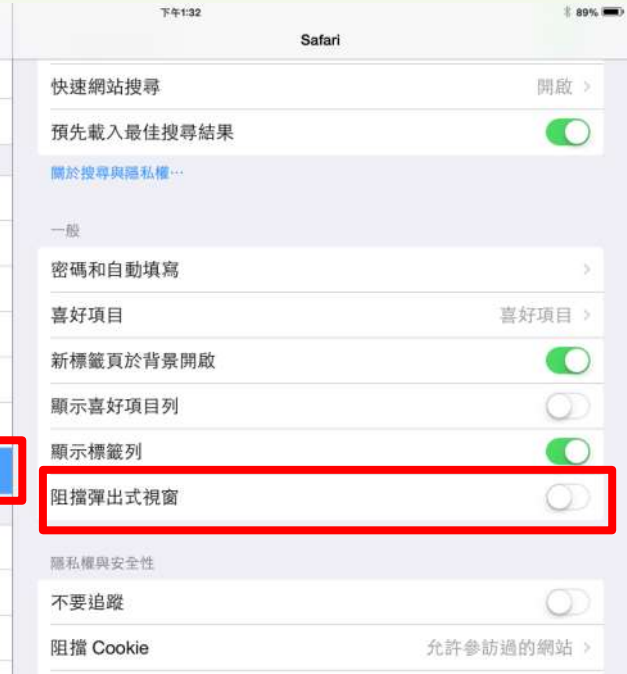 下午1:32
89%
Safari
快速網站搜尋 開啟 >
預先載入最佳搜尋結果
關於搜尋與隱私權…
一般
密碼和自動填寫 >
喜好項目 喜好項目 >
新標籤頁於背景開啟
顯示喜好項目列
顯示標籤列
阻擋彈出式視窗
隱私權與安全性
不要追蹤
阻擋 Cookie 允許參訪過的網站 >